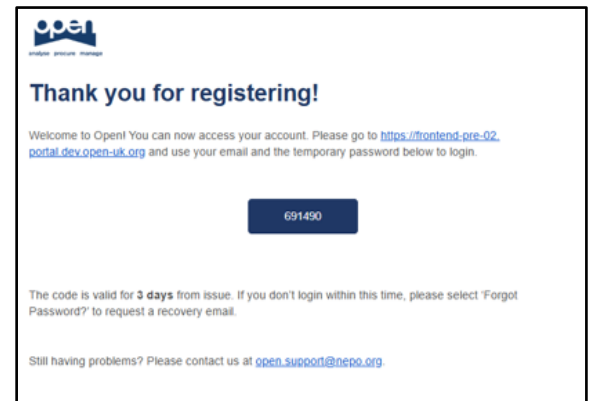 open
analyse procure manage
Thank you for registering!
Welcome to Open! You can now access your account. Please go to https://frontend-pre-02.
portal.dev.open-uk.org and use your email and the temporary password below to login.
691490
The code is valid for 3 days from issue. If you don't login within this time, please select 'Forgot
Password?' to request a recovery email.
Still having problems? Please contact us at open.support@nepo.org.